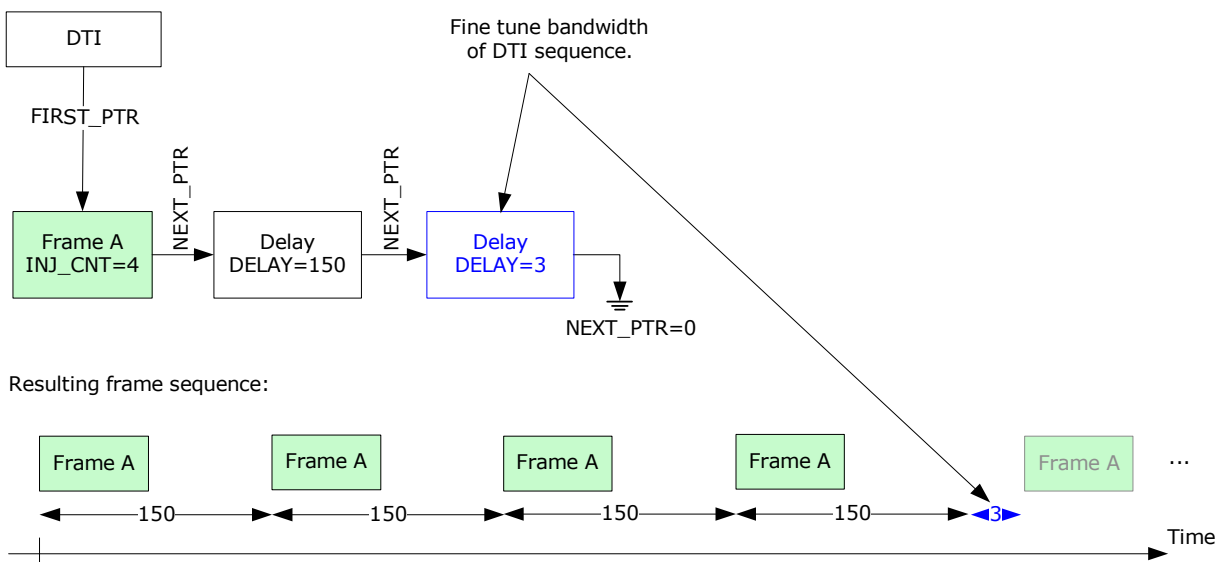 DTI
Fine tune bandwidth
of DTI sequence.
FIRST_PTR
NEXT_PTR
NEXT_PTR
Frame A
INJ_CNT=4
Delay
DELAY=150
Delay
DELAY=3
NEXT_PTR=0
Resulting frame sequence:
Frame A
Frame A
Frame A
Frame A
Frame A
...
150
150
150
150
3
Time